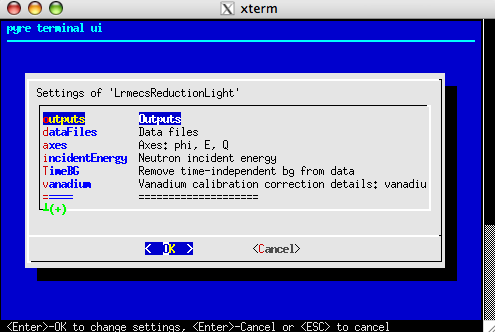 xterm
pyre terminal ui
Settings of 'LrmecsReductionLight'
outputs Outputs
dataFiles Data files
axes Axes: phi, E, Q
incidentEnergy Neutron incident energy
TimeBG Remove time-independent bg from data
vanadium Vanadium calibration correction details: vanadiu
===== ===================
┴(+)
< OK > <Cancel>
<Enter>-OK to change settings, <Enter>-Cancel or <ESC> to cancel